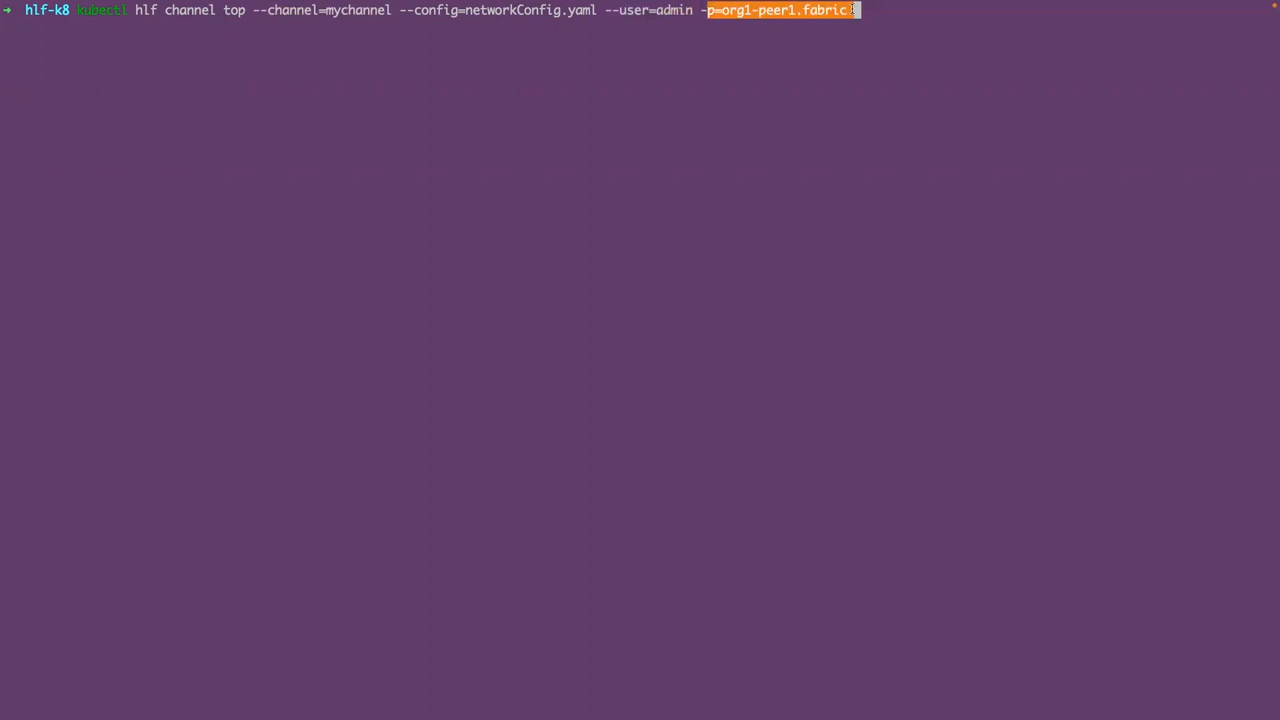 ➜ hlf-k8 kubectl hlf channel top --channel=mychannel --config=networkConfig.yaml --user=admin -p=org1-peer1.fabric